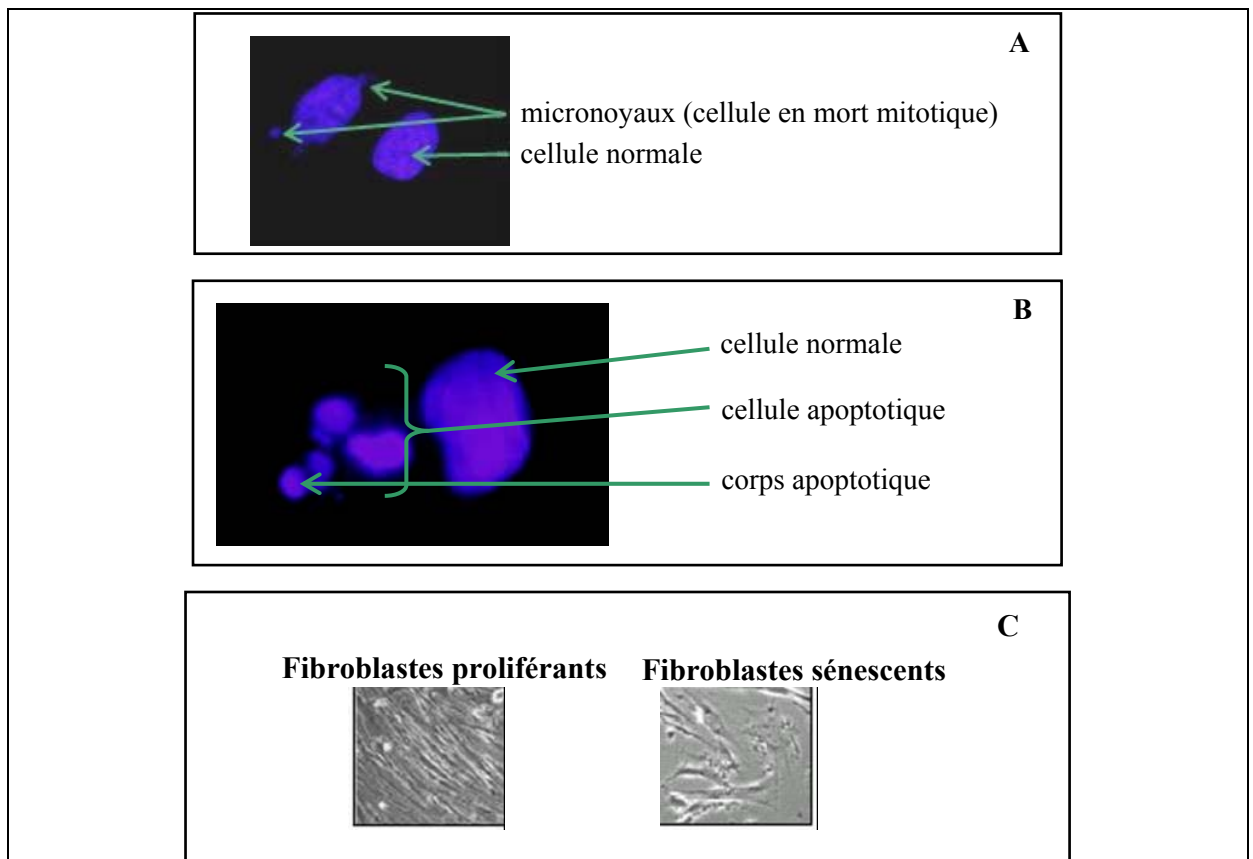 A
micronoyaux (cellule en mort mitotique)
cellule normale
B
cellule normale
cellule apoptotique
corps apoptotique
C
Fibroblastes proliférants Fibroblastes sénescents